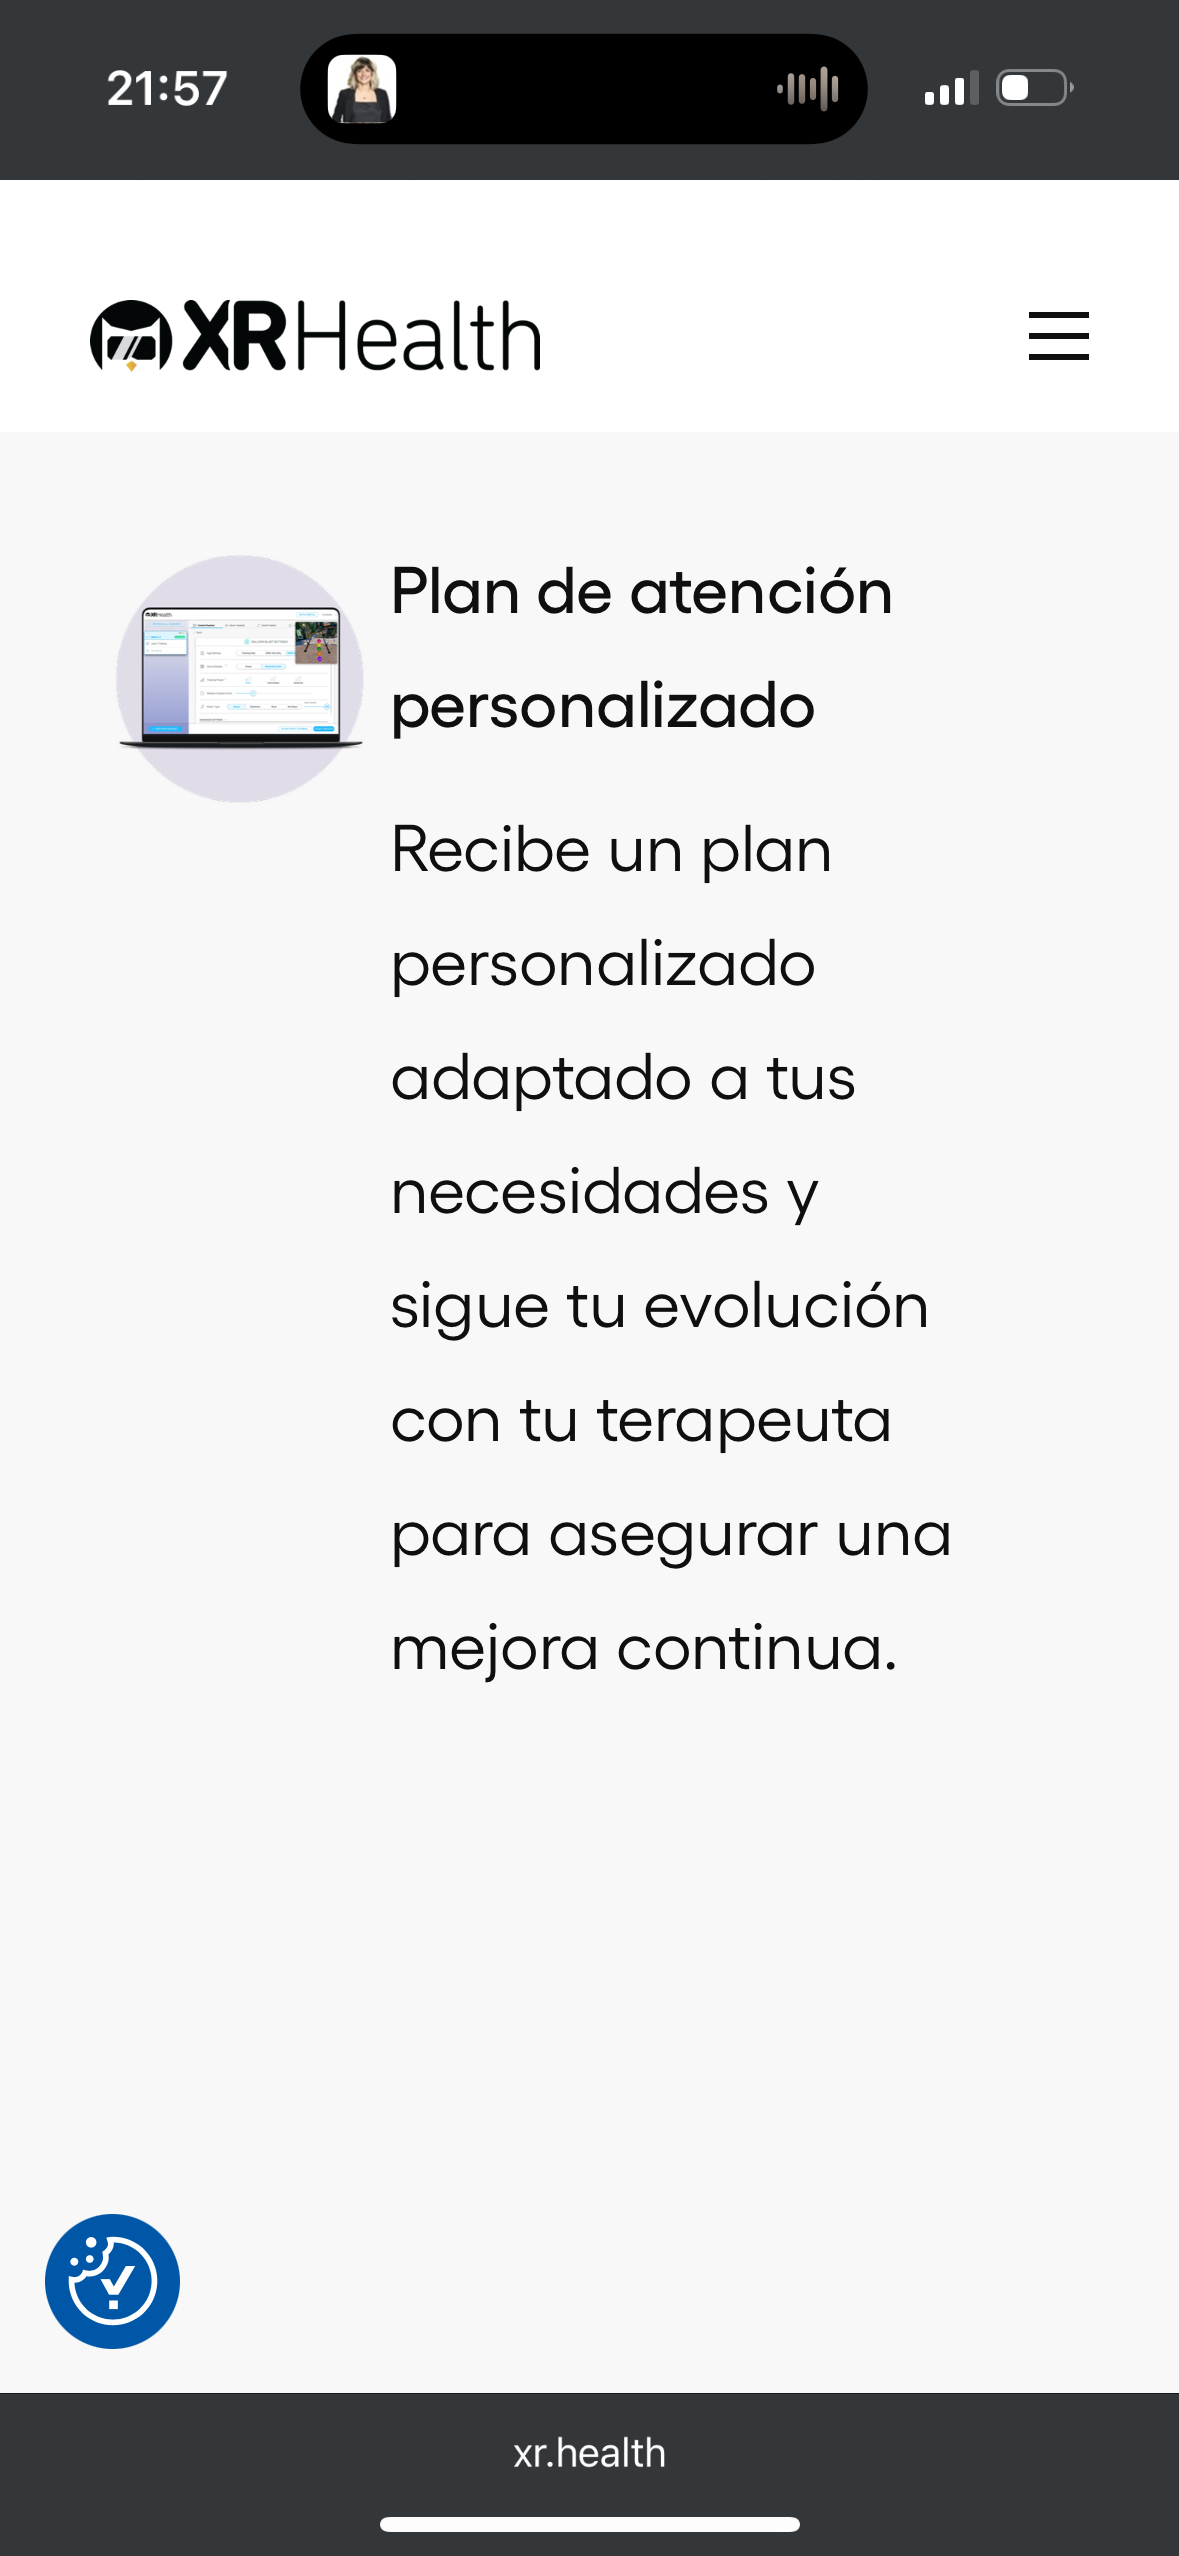 21:57
XRHealth
Plan de atención
personalizado
Recibe un plan
personalizado
adaptado a tus
necesidades y
sigue tu evolución
con tu terapeuta
para asegurar una
mejora continua.
xr.health